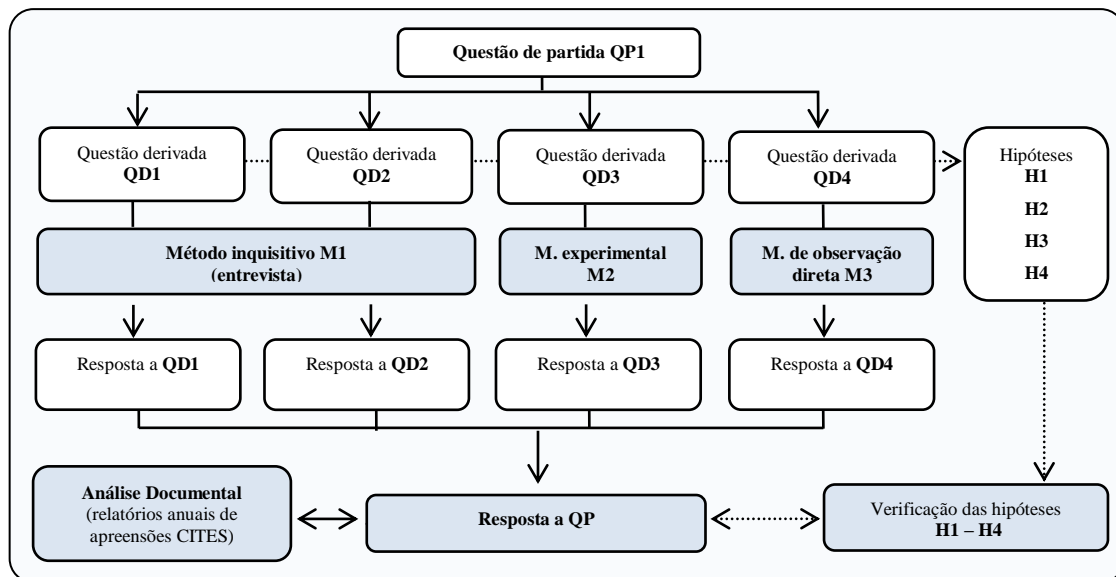 Questão de partida QP1
Questão derivada
QD1
Questão derivada
QD2
Questão derivada
QD3
Questão derivada
QD4
Hipóteses
H1
H2
H3
H4
Método inquisitivo M1
(entrevista)
M. experimental
M2
M. de observação
direta M3
Resposta a QD1
Resposta a QD2
Resposta a QD3
Resposta a QD4
Análise Documental
(relatórios anuais de
apreensões CITES)
Resposta a QP
Verificação das hipóteses
H1 – H4